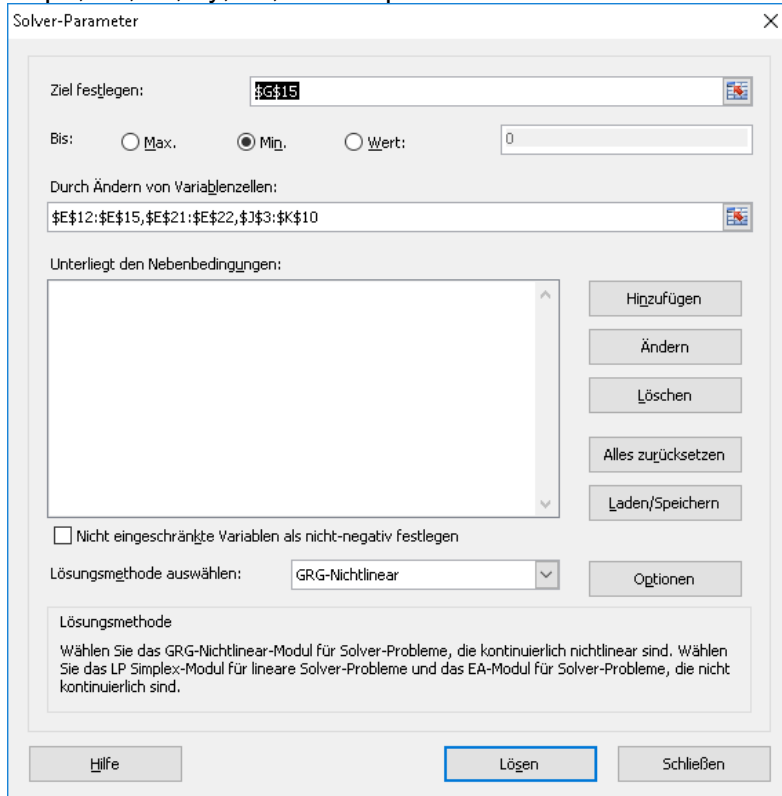 Solver-Parameter
Ziel festlegen: $G$15
Bis: Max. Min. Wert: 0
Durch Ändern von Variablenzellen:
$E$12:$E$15,$E$21:$E$22,$J$3:$K$10
Unterliegt den Nebenbedingungen:
Hinzufügen
Ändern
Löschen
Alles zurücksetzen
Laden/Speichern
Nicht eingeschränkte Variablen als nicht-negativ festlegen
Lösungsmethode auswählen: GRG-Nichtlinear Optionen
Lösungsmethode
Wählen Sie das GRG-Nichtlinear-Modul für Solver-Probleme, die kontinuierlich nichtlinear sind. Wählen
Sie das LP Simplex-Modul für lineare Solver-Probleme und das EA-Modul für Solver-Probleme, die nicht
kontinuierlich sind.
Hilfe Lösen Schließen